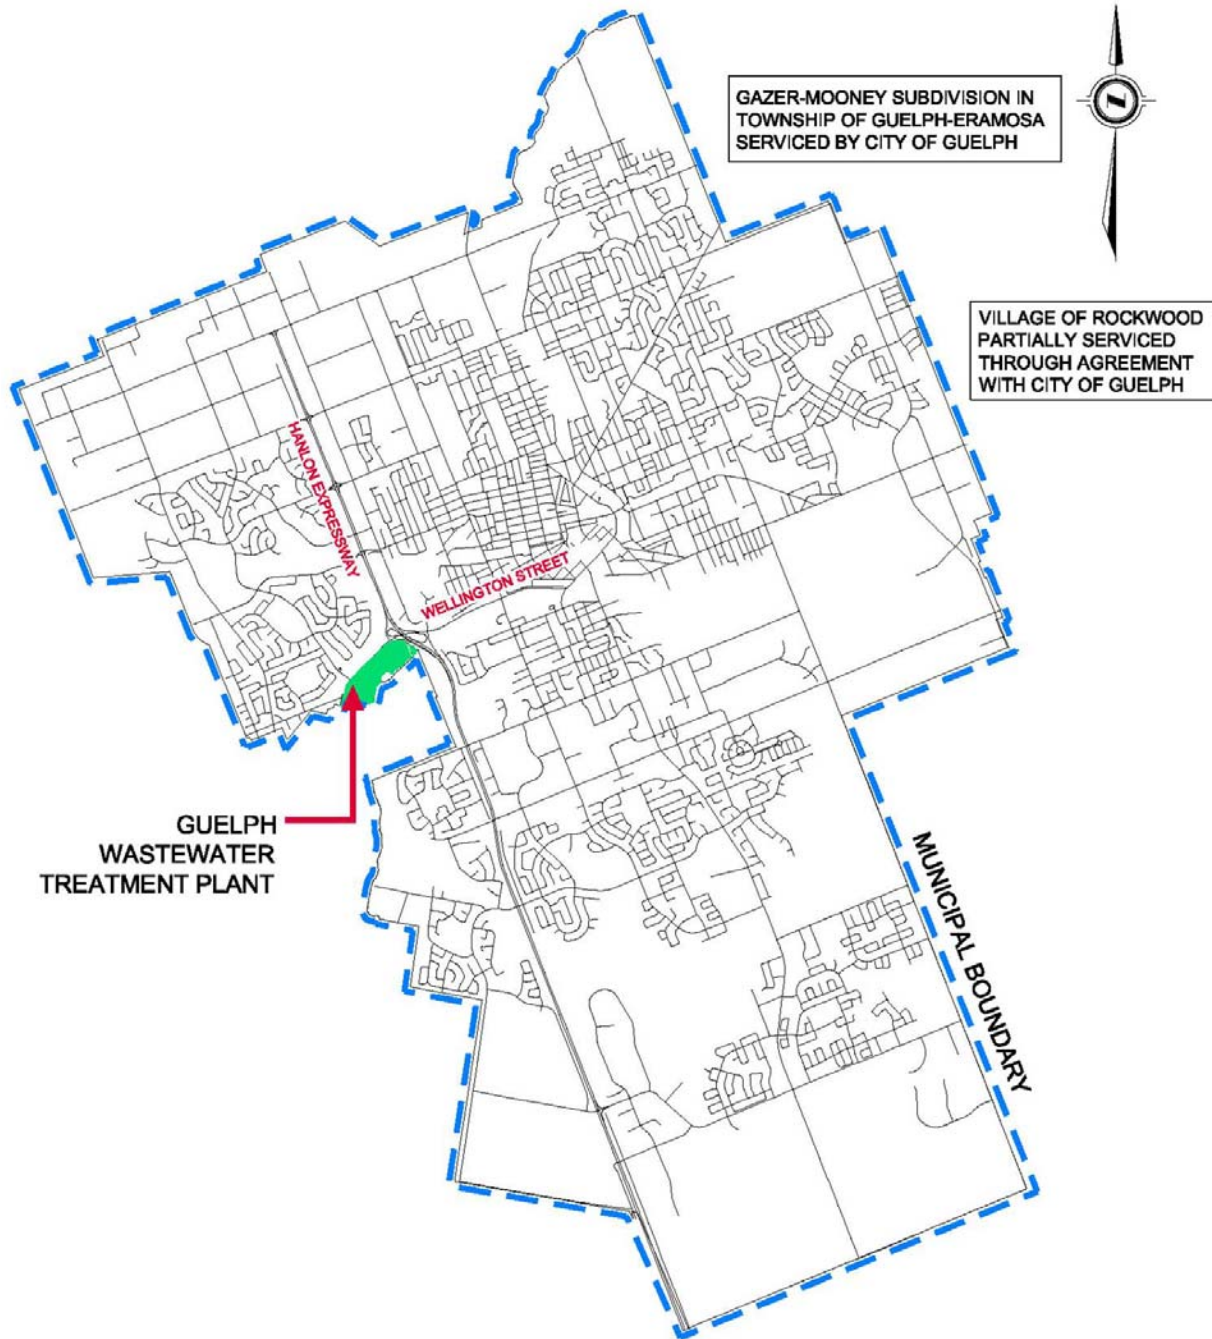 GAZER-MOONEY SUBDIVISION IN
TOWNSHIP OF GUELPH-ERAMOSA
SERVICED BY CITY OF GUELPH
N
VILLAGE OF ROCKWOOD
PARTIALLY SERVICED
THROUGH AGREEMENT
WITH CITY OF GUELPH
HANLON EXPRESSWAY
WELLINGTON STREET
GUELPH
WASTEWATER
TREATMENT PLANT
MUNICIPAL BOUNDARY